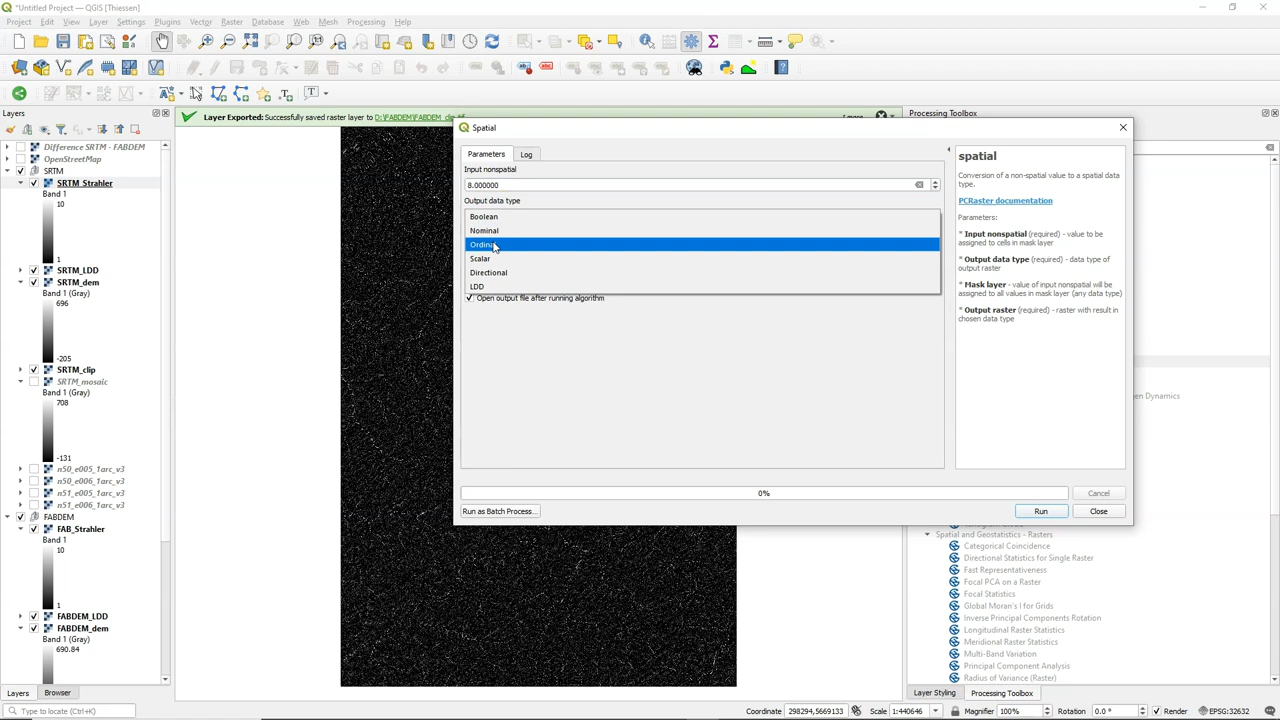 *Untitled Project — QGIS [Thiessen]
Project Edit View Layer Settings Plugins Vector Raster Database Web Mesh Processing Help
Layers
Layer Exported: Successfully saved raster layer to D:\FABDEM\FABDEM_clip.tif
Processing Toolbox
Difference SRTM - FABDEM
OpenStreetMap
SRTM
SRTM_Strahler
Band 1
10
1
SRTM_LDD
SRTM_dem
Band 1 (Gray)
696
-205
SRTM_clip
SRTM_mosaic
Band 1 (Gray)
708
-131
n50_e005_1arc_v3
n50_e006_1arc_v3
n51_e005_1arc_v3
n51_e006_1arc_v3
FABDEM
FAB_Strahler
Band 1
10
1
FABDEM_LDD
FABDEM_dem
Band 1 (Gray)
690.84
Layers Browser
Spatial
Parameters Log
Input nonspatial
8.000000
Output data type
Boolean
Nominal
Ordinal
Scalar
Directional
LDD
Open output file after running algorithm
0%
Cancel
Run as Batch Process...
Run
Close
spatial
Conversion of a non-spatial value to a spatial data
type.
PCRaster documentation
Parameters:
* Input nonspatial (required) - value to be
assigned to cells in mask layer
* Output data type (required) - data type of
output raster
* Mask layer - value of input nonspatial will be
assigned to all values in mask layer (any data type)
* Output raster (required) - raster with result in
chosen data type
en Dynamics
Spatial and Geostatistics - Rasters
Categorical Coincidence
Directional Statistics for Single Raster
Fast Representativeness
Focal PCA on a Raster
Focal Statistics
Global Moran's I for Grids
Inverse Principal Components Rotation
Longitudinal Raster Statistics
Meridional Raster Statistics
Multi-Band Variation
Principal Component Analysis
Radius of Variance (Raster)
Layer Styling Processing Toolbox
Type to locate (Ctrl+K)
Coordinate 298294,5669133 Scale 1:440646 Magnifier 100% Rotation 0.0 ° Render EPSG:32632